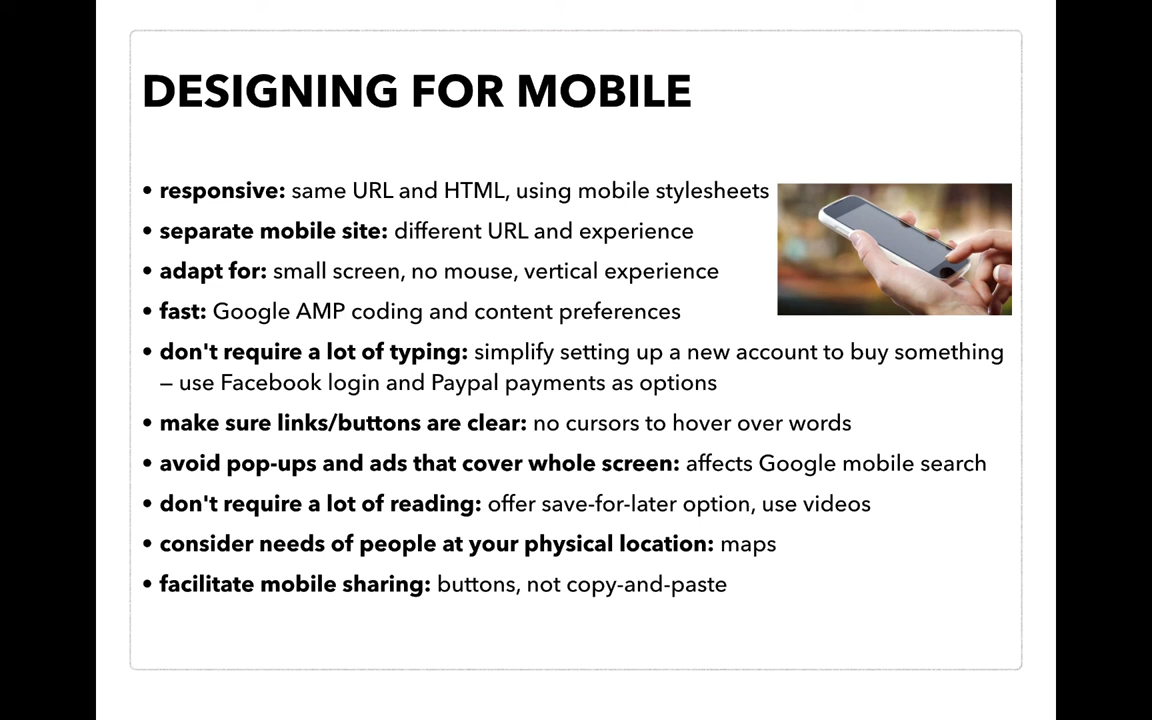 DESIGNING FOR MOBILE
• responsive: same URL and HTML, using mobile stylesheets
• separate mobile site: different URL and experience
• adapt for: small screen, no mouse, vertical experience
• fast: Google AMP coding and content preferences
• don't require a lot of typing: simplify setting up a new account to buy something
– use Facebook login and Paypal payments as options
• make sure links/buttons are clear: no cursors to hover over words
• avoid pop-ups and ads that cover whole screen: affects Google mobile search
• don't require a lot of reading: offer save-for-later option, use videos
• consider needs of people at your physical location: maps
• facilitate mobile sharing: buttons, not copy-and-paste